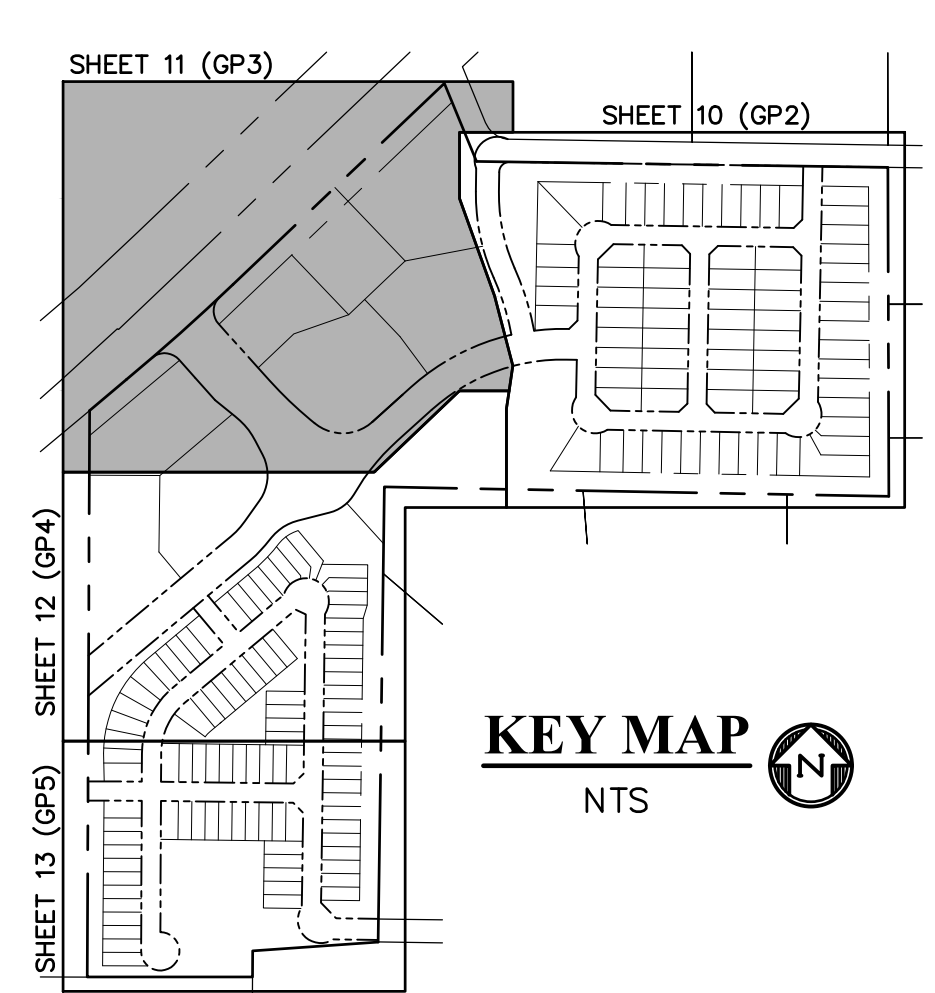 SHEET 11 (GP3)
SHEET 10 (GP2)
SHEET 12 (GP4)
KEY MAP
N
NTS
SHEET 13 (GP5)